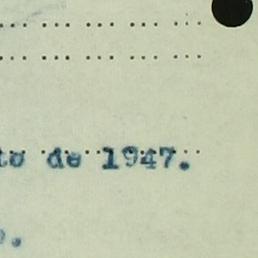 to de 1947.
o.